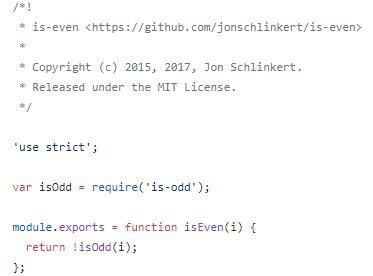 /*!
 * is-even <https://github.com/jonschlinkert/is-even>
 *
 * Copyright (c) 2015, 2017, Jon Schlinkert.
 * Released under the MIT License.
 */
'use strict';
var isOdd = require('is-odd');
module.exports = function isEven(i) {
  return !isOdd(i);
};